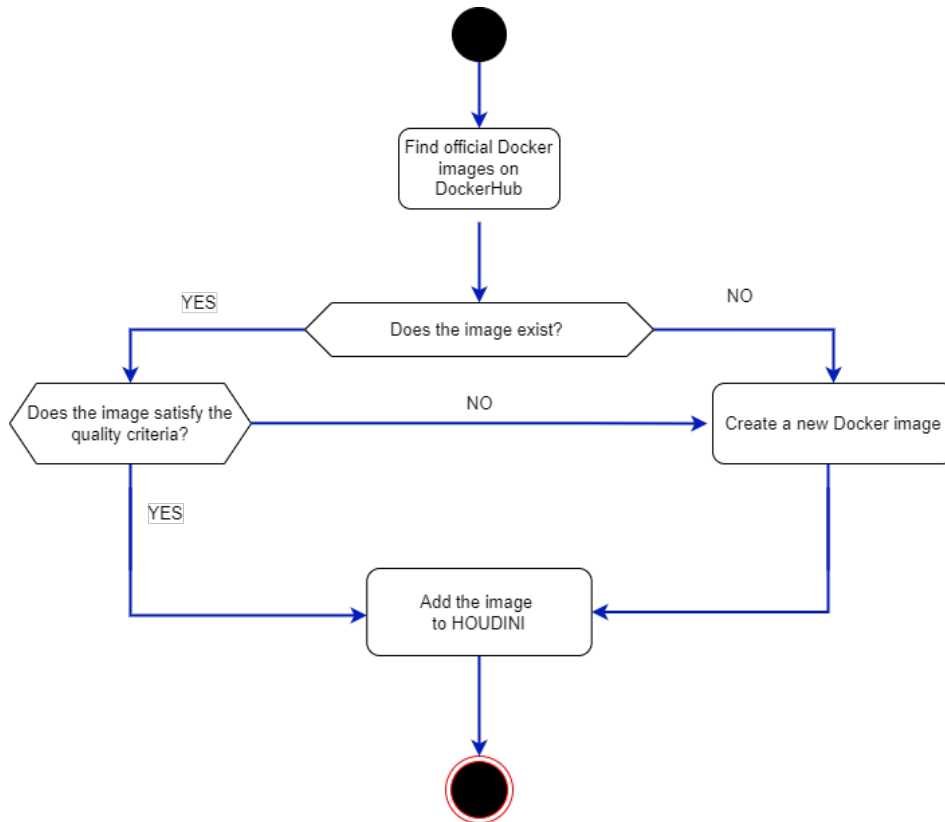 Find official Docker
images on
DockerHub
YES
NO
Does the image exist?
Does the image satisfy the
quality criteria?
NO
Create a new Docker image
YES
Add the image
to HOUDINI